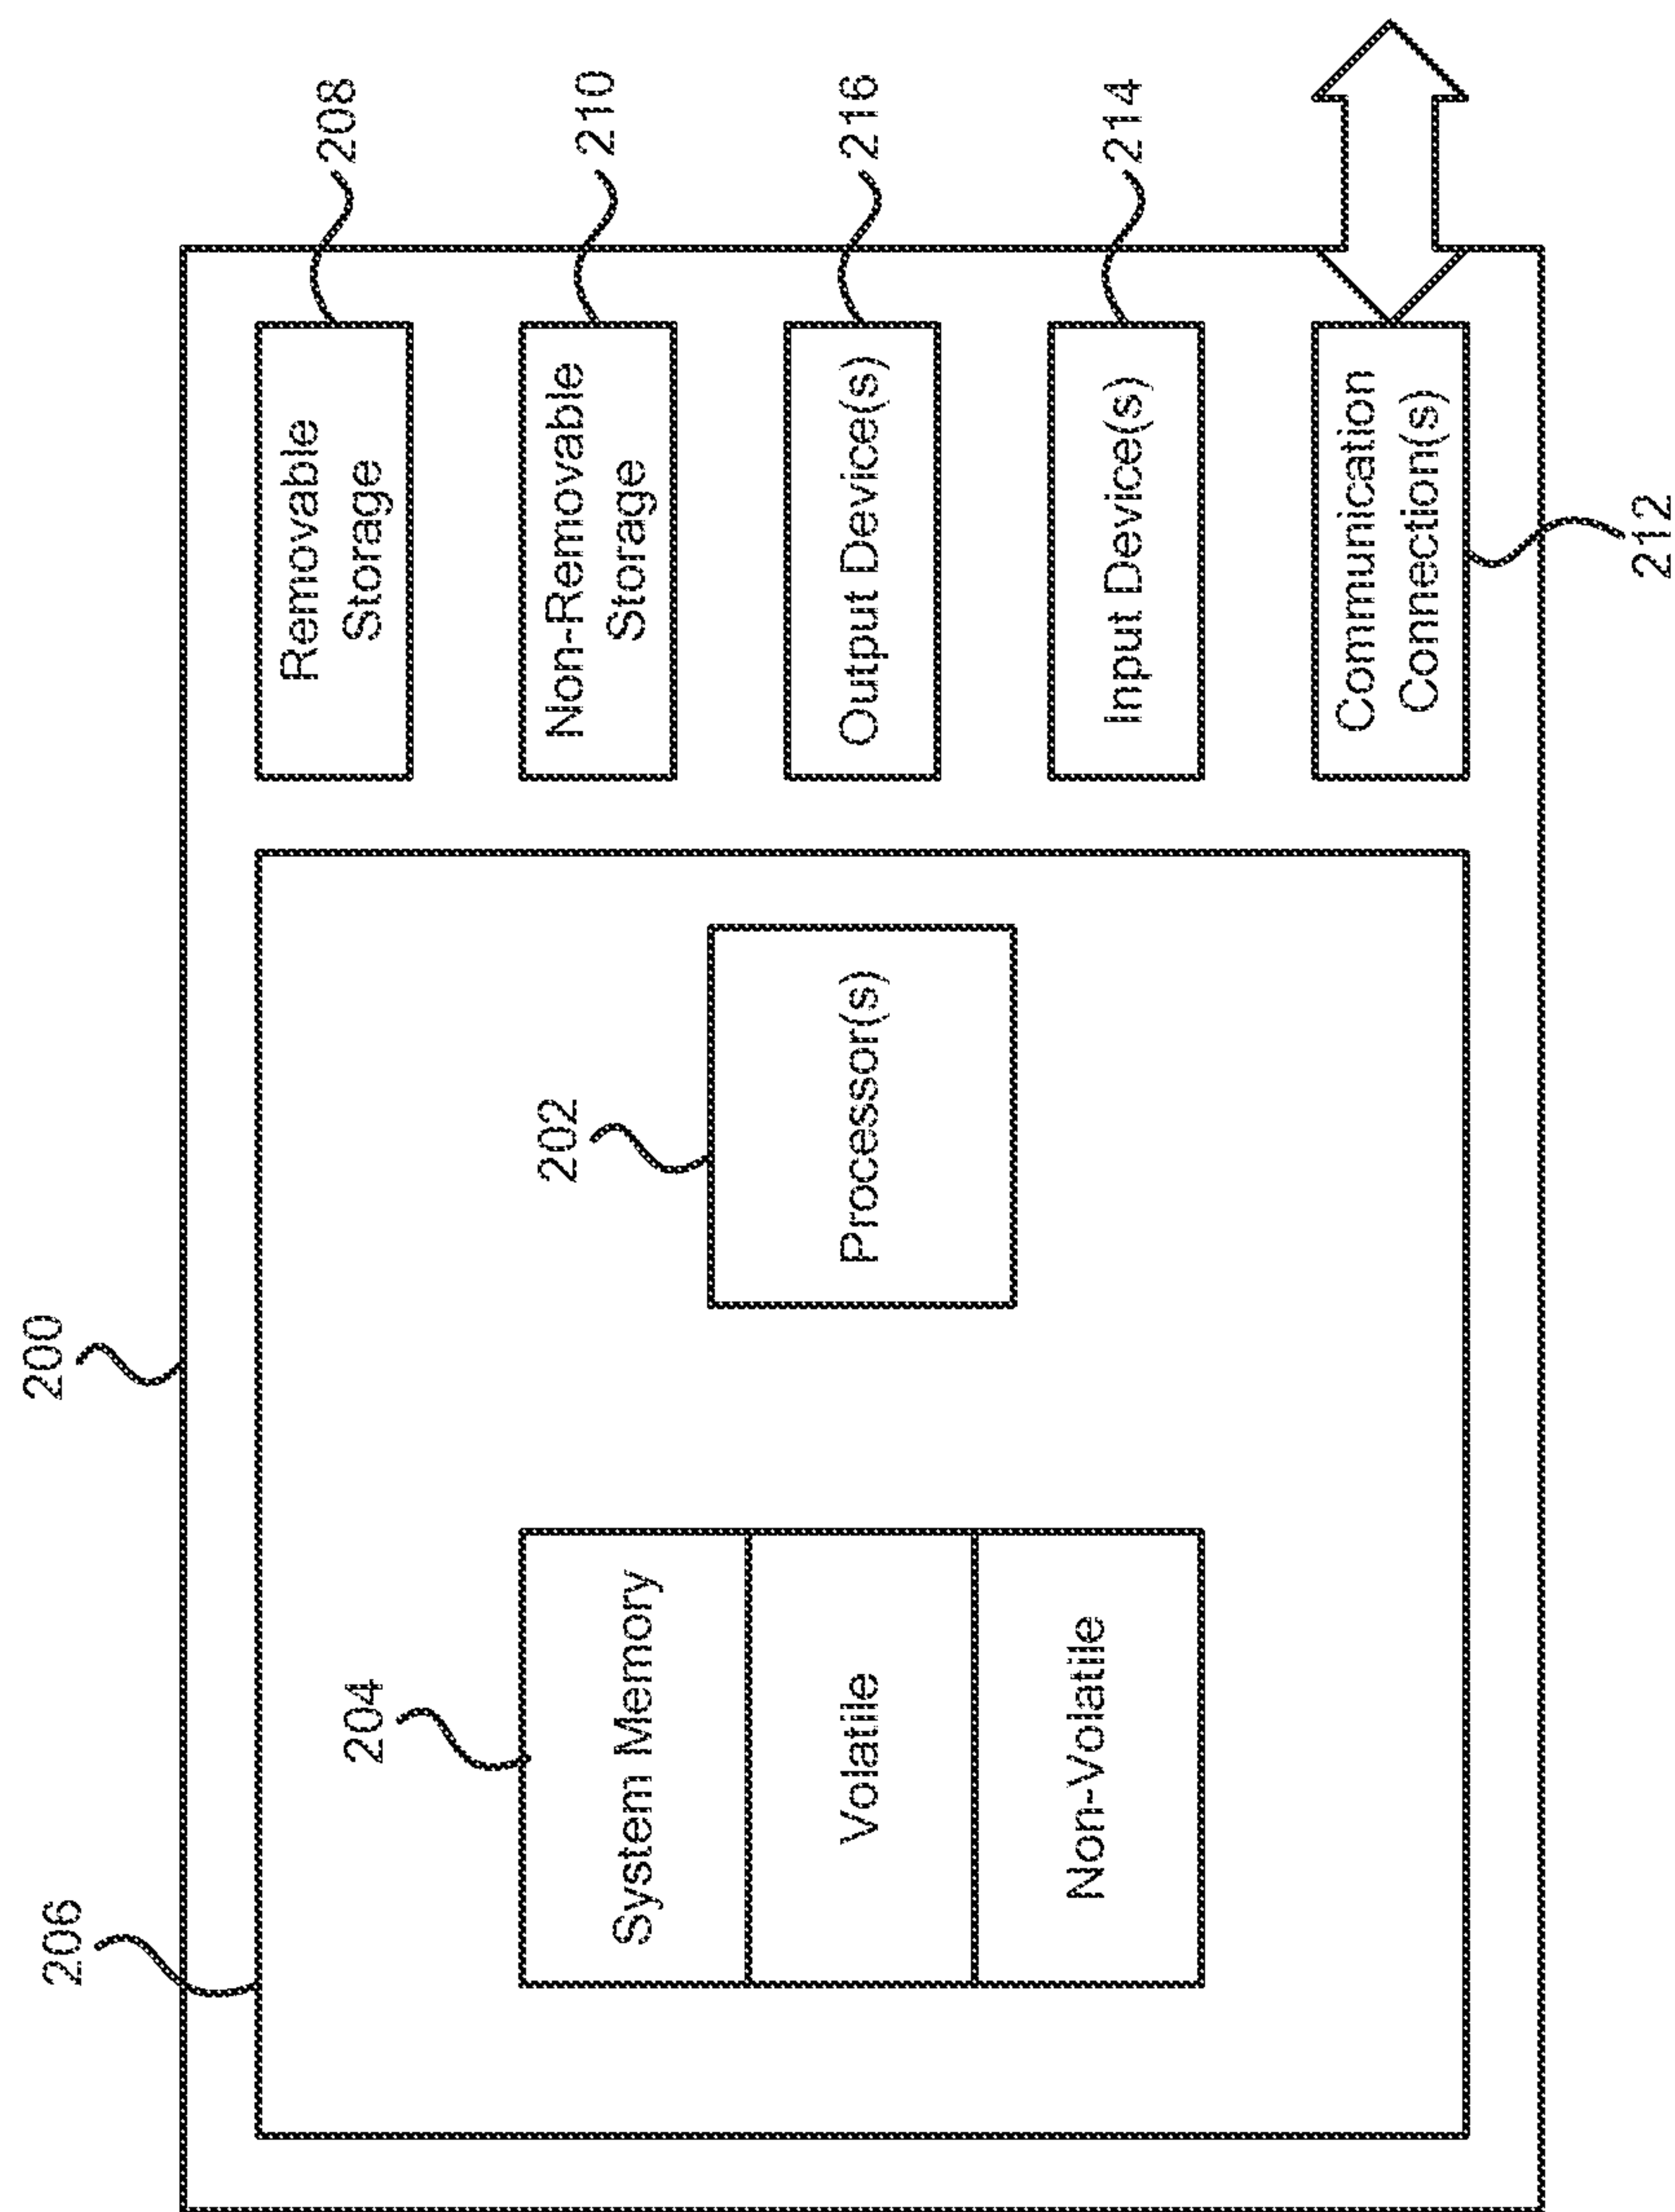 200
206
204
System Memory
Volatile
Non-Volatile
202
Processor(s)
Removable
Storage
208
Non-Removable
Storage
210
Output Device(s)
216
Input Device(s)
214
Communication
Connection(s)
212